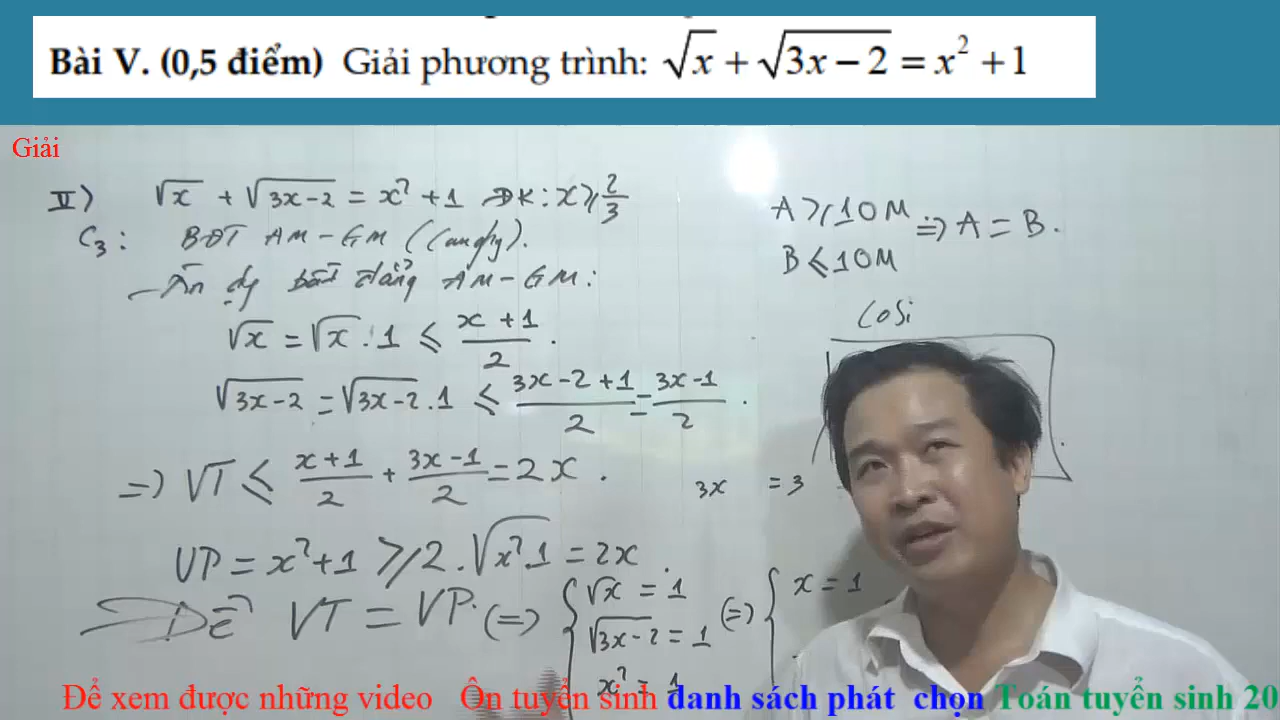 Bài V. (0,5 điểm) Giải phương trình: √x + √3x − 2 = x² + 1
Giải
V) √x + √3x-2 = x² + 1 ĐK: x ≥ 2/3
C₃: BĐT AM-GM
- bất đẳng AM-GM:
√x = √x . 1 ≤ (x+1)/2 .
√3x-2 = √3x-2 . 1 ≤ (3x-2+1)/2 = (3x-1)/2 .
=> VT ≤ (x+1)/2 + (3x-1)/2 = 2x .
VP = x²+1 ≥ 2.√x².1 = 2x .
Để VT = VP. (=) { √x = 1 (=) { x = 1
√3x-2 = 1
x² = 1
A ≥ 10M => A = B.
B ≤ 10M
Cosi
3x = 3
Để xem được những video Ôn tuyển sinh danh sách phát chọn Toán tuyển sinh 20